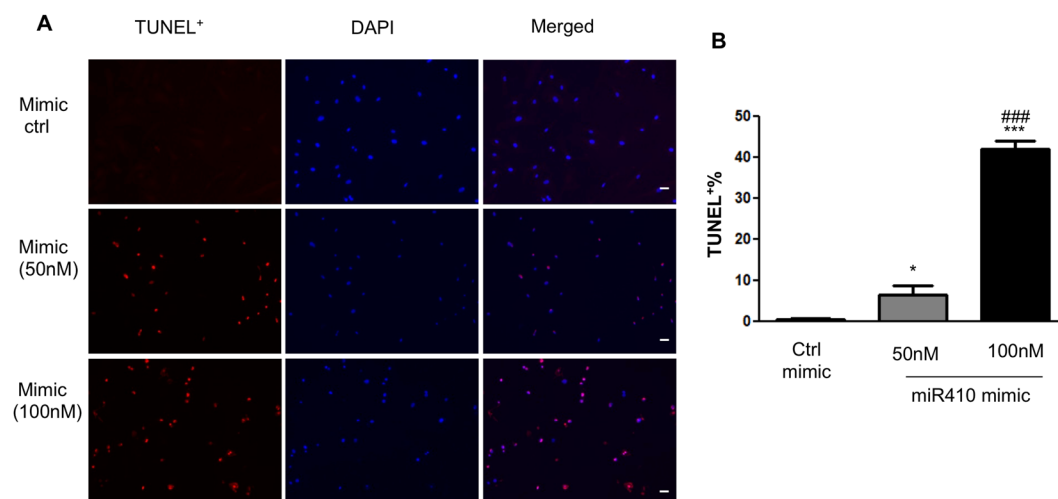 A
TUNEL⁺
DAPI
Merged
Mimic
ctrl
Mimic
(50nM)
Mimic
(100nM)
B
TUNEL⁺%
50
40
30
20
10
0
*
###
***
Ctrl
mimic
50nM
100nM
miR410 mimic